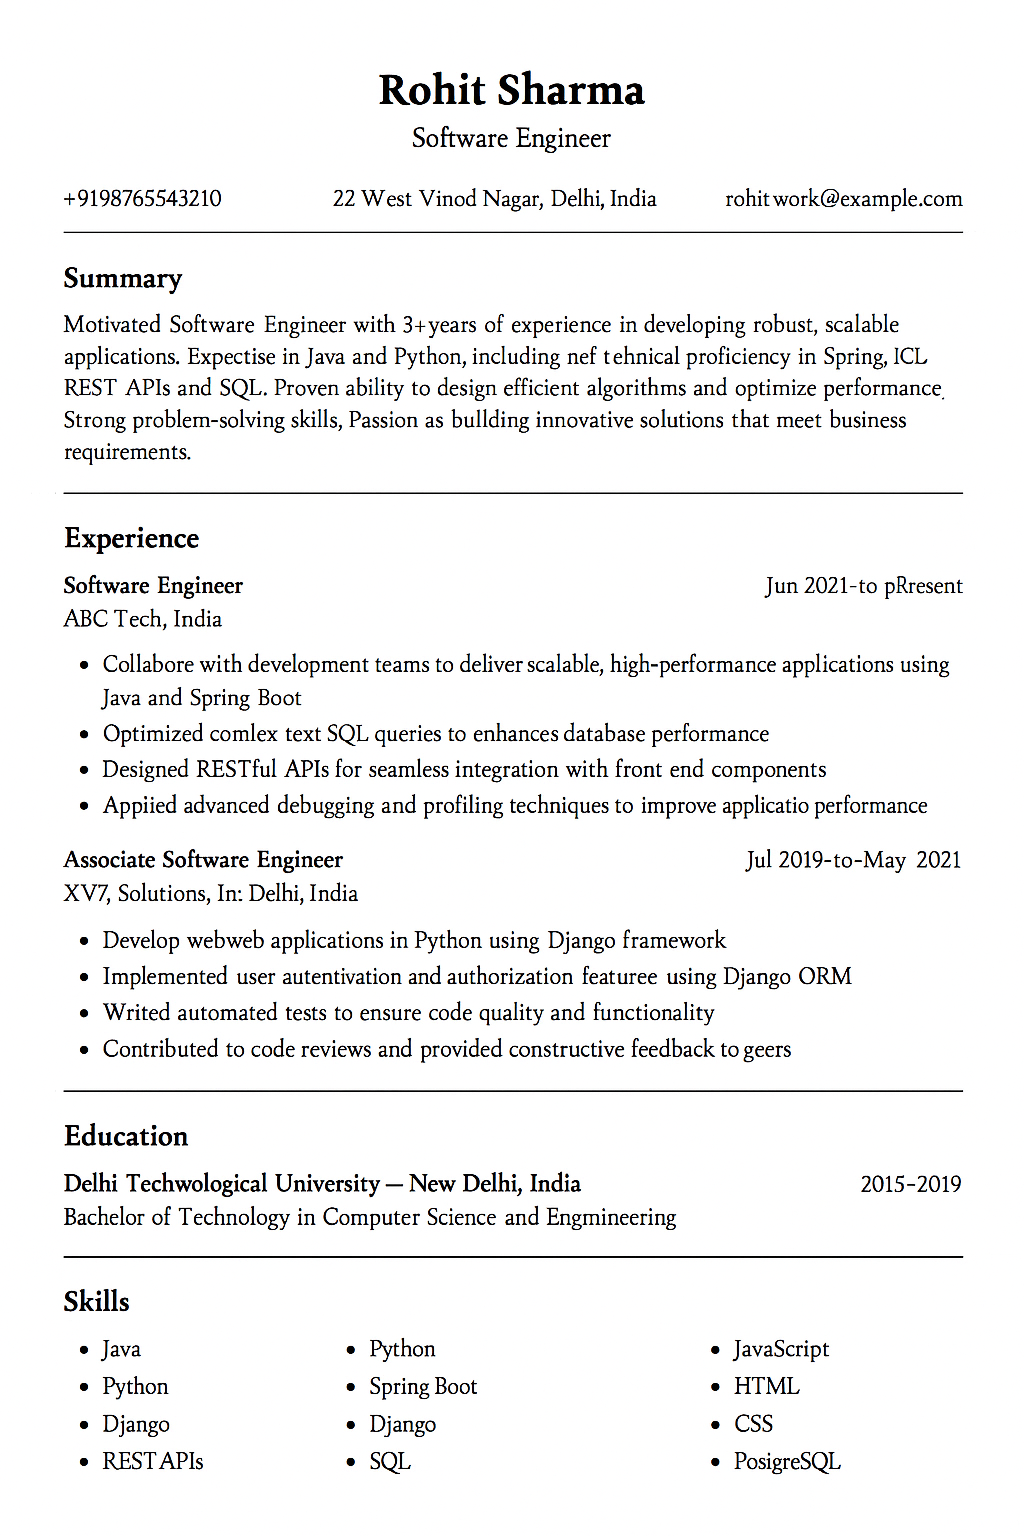 Rohit Sharma
Software Engineer
+9198765543210 22 West Vinod Nagar, Delhi, India rohitwork@example.com
Summary
Motivated Software Engineer with 3+years of experience in developing robust, scalable
applications. Expectise in Java and Python, including nef tehnical proficiency in Spring, ICL
REST APIs and SQL. Proven ability to design efficient algorithms and optimize performance.
Strong problem-solving skills, Passion as building innovative solutions that meet business
requirements.
Experience
Software Engineer Jun 2021-to pRresent
ABC Tech, India
• Collabore with development teams to deliver scalable, high-performance applications using
Java and Spring Boot
• Optimized comlex text SQL queries to enhances database performance
• Designed RESTful APIs for seamless integration with front end components
• Appiied advanced debugging and profiling techniques to improve applicatio performance
Associate Software Engineer Jul 2019-to-May 2021
XV7, Solutions, In: Delhi, India
• Develop webweb applications in Python using Django framework
• Implemented user autentivation and authorization featuree using Django ORM
• Writed automated tests to ensure code quality and functionality
• Contributed to code reviews and provided constructive feedback to geers
Education
Delhi Techwological University – New Delhi, India 2015-2019
Bachelor of Technology in Computer Science and Engmineering
Skills
• Java • Python • JavaScript
• Python • Spring Boot • HTML
• Django • Django • CSS
• REST APIs • SQL • PosigreSQL